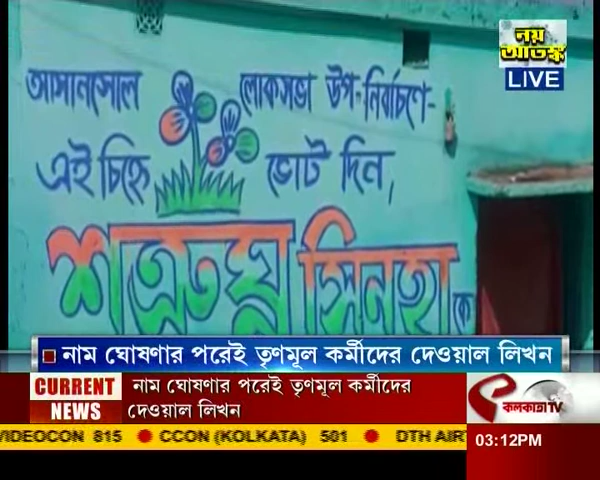 নয়
আতঙ্ক
LIVE
আসানসোল লোকসভা উপ-নির্বাচণে-
এই চিহ্নে ভোট দিন,
শত্রুঘ্ন সিনহা কে
নাম ঘোষণার পরেই তৃণমূল কর্মীদের দেওয়াল লিখন
CURRENT
NEWS
নাম ঘোষণার পরেই তৃণমূল কর্মীদের
দেওয়াল লিখন
কলকাতা TV
VIDEOCON 815 CCON (KOLKATA) 501 DTH AIR
03:12PM